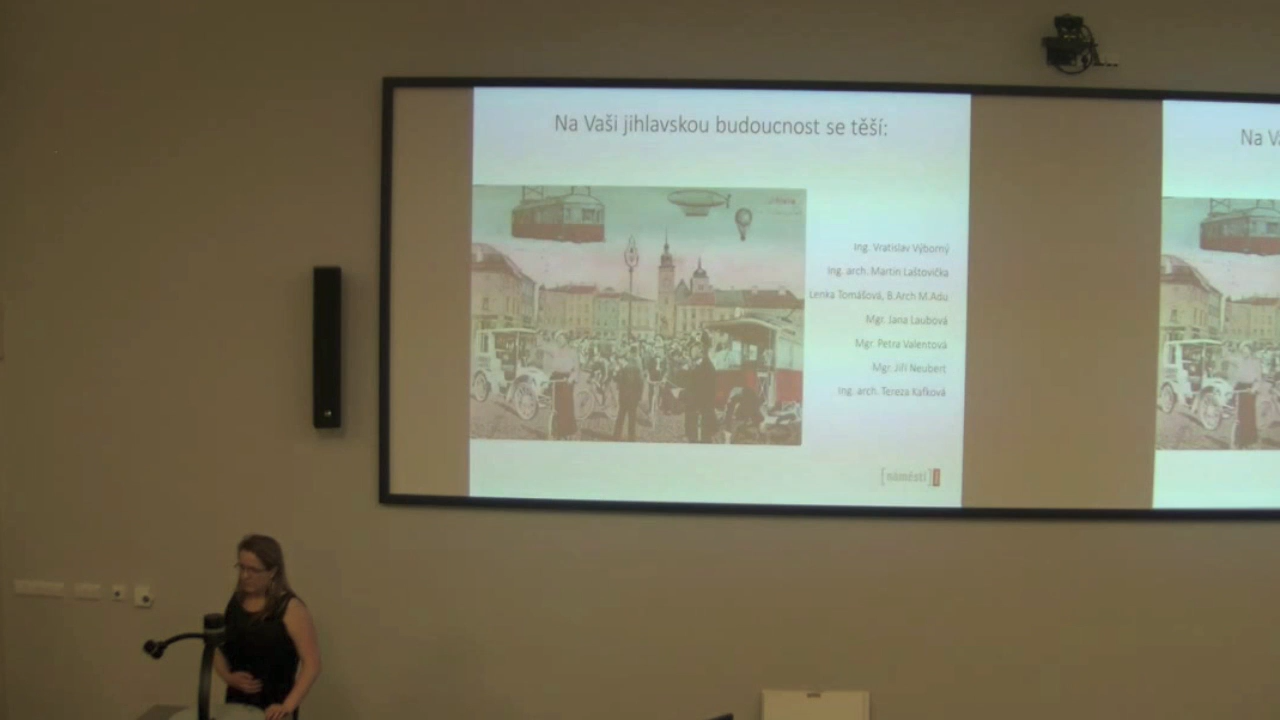 Na Vaši jihlavskou budoucnost se těší:
Ing. Vratislav Výborný
Ing. arch. Martin Laštovička
Lenka Tomášová, B.Arch M.Adu
Mgr. Jana Laubová
Mgr. Petra Valentová
Mgr. Jiří Neubert
Ing. arch. Tereza Kafková
[náměstí]
Na